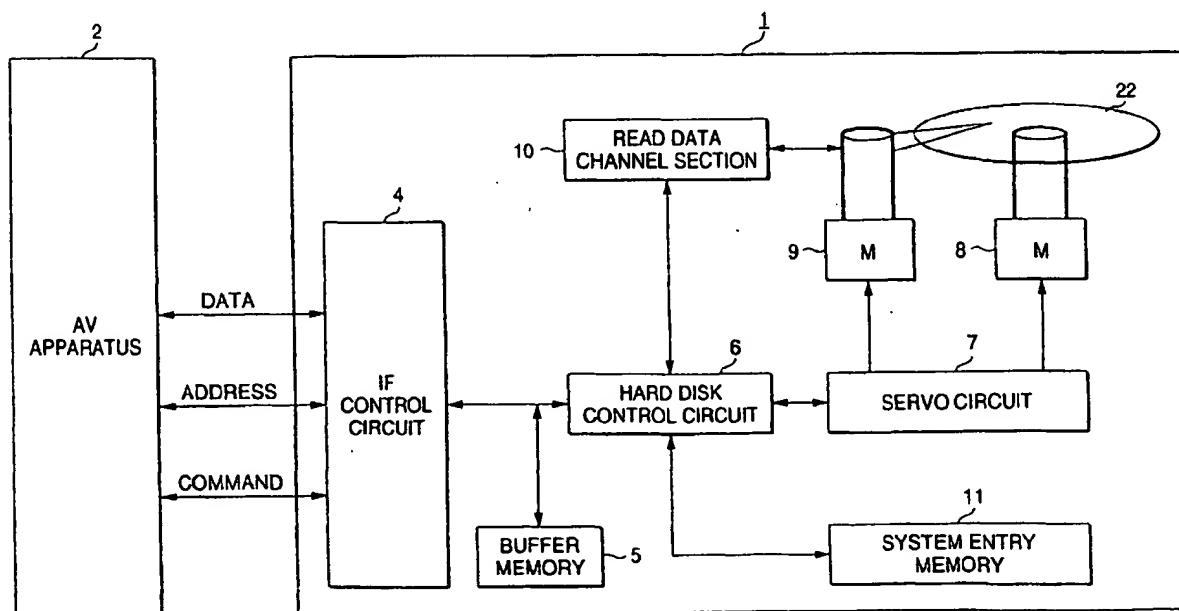 2
1
22
10
READ DATA
CHANNEL SECTION
4
9
M
8
M
DATA
AV
APPARATUS
6
7
ADDRESS
IF
CONTROL
CIRCUIT
HARD DISK
CONTROL CIRCUIT
SERVO CIRCUIT
COMMAND
11
BUFFER
MEMORY
5
SYSTEM ENTRY
MEMORY